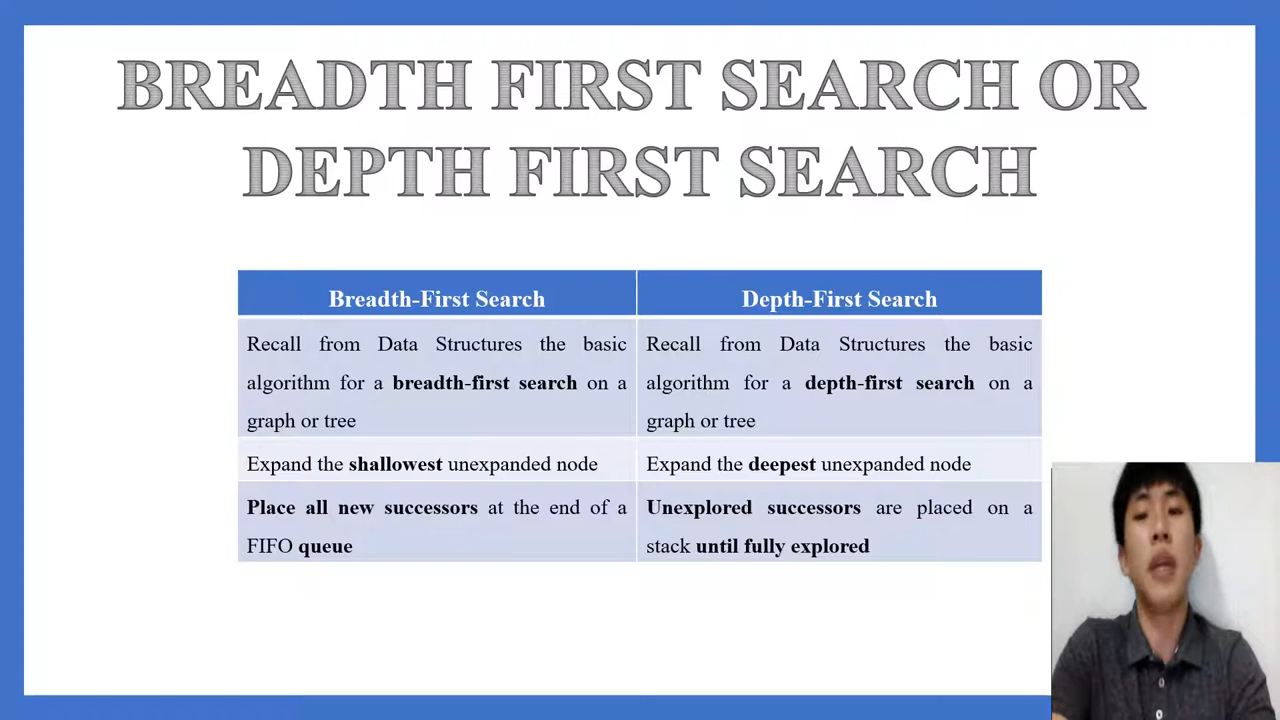 BREADTH FIRST SEARCH OR
DEPTH FIRST SEARCH
Breadth-First Search
Depth-First Search
Recall from Data Structures the basic
algorithm for a breadth-first search on a
graph or tree
Recall from Data Structures the basic
algorithm for a depth-first search on a
graph or tree
Expand the shallowest unexpanded node
Expand the deepest unexpanded node
Place all new successors at the end of a
FIFO queue
Unexplored successors are placed on a
stack until fully explored